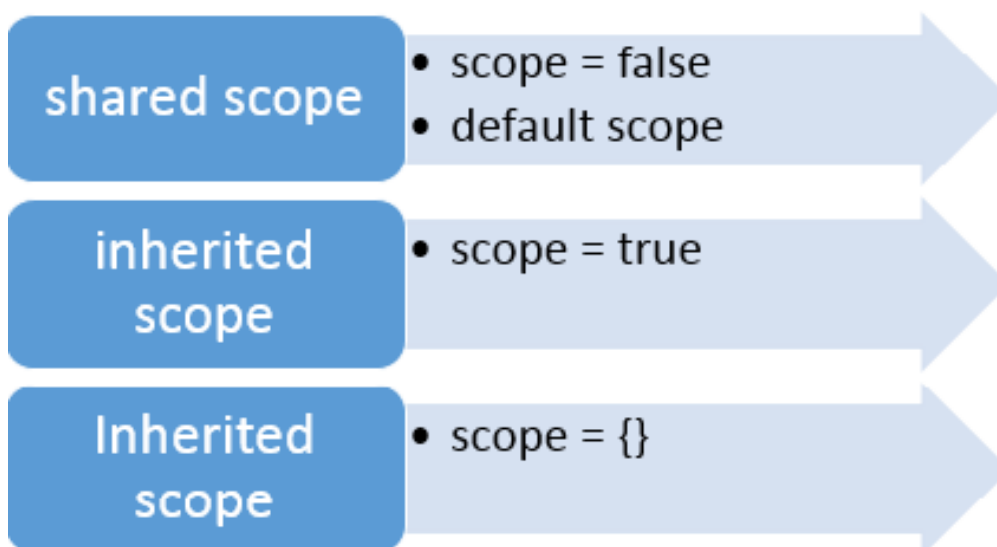 shared scope
• scope = false
• default scope
inherited
scope
• scope = true
Inherited
scope
• scope = {}